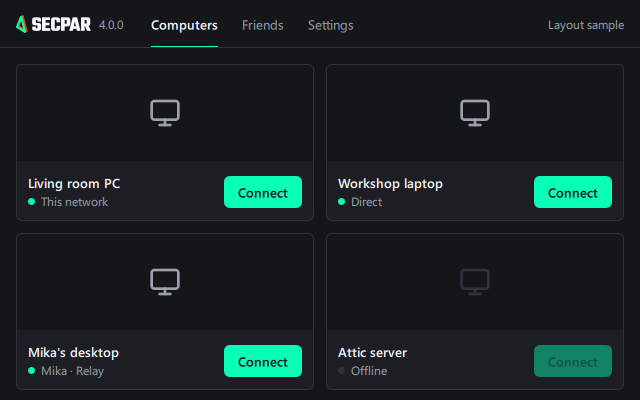 SECPAR 4.0.0 Computers Friends Settings Layout sample
Living room PC
This network
Connect
Workshop laptop
Direct
Connect
Mika's desktop
Mika · Relay
Connect
Attic server
Offline
Connect